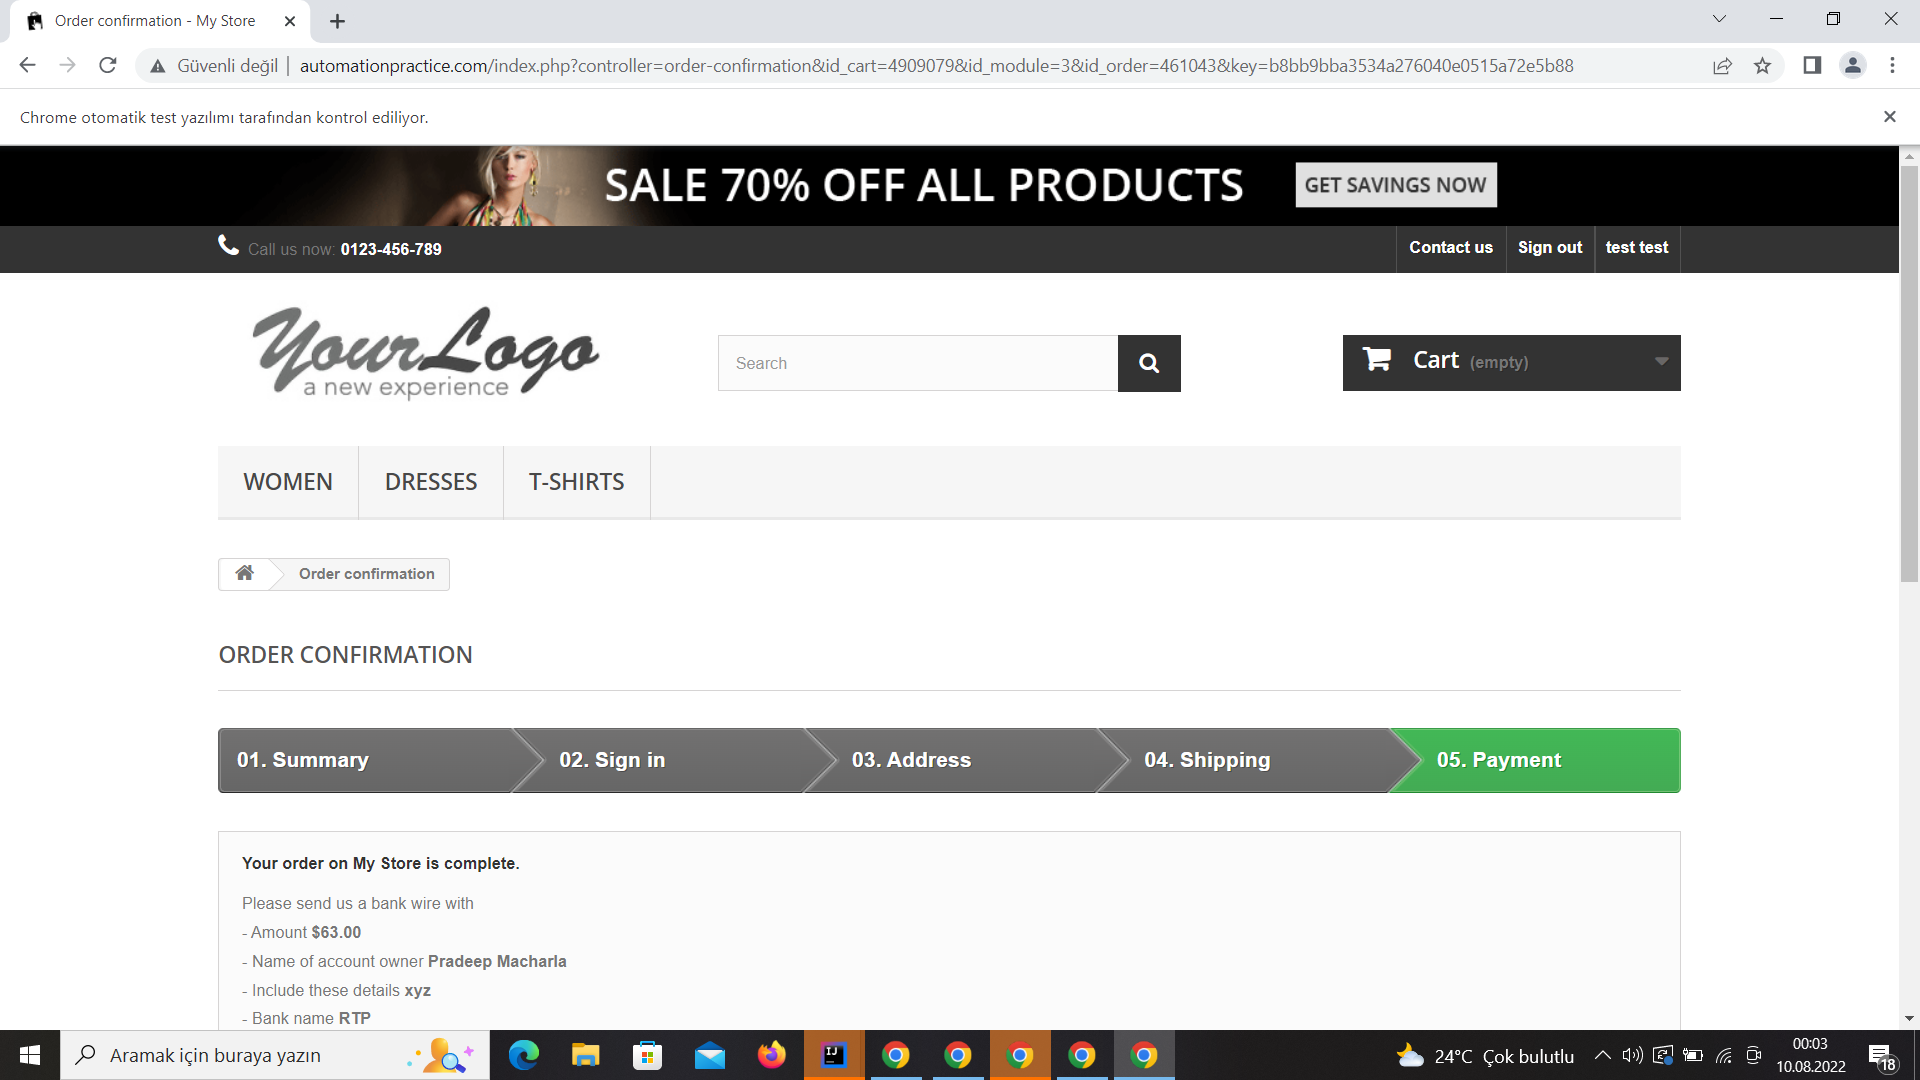 Order confirmation - My Store
Güvenli değil | automationpractice.com/index.php?controller=order-confirmation&id_cart=4909079&id_module=3&id_order=461043&key=b8bb9bba3534a276040e0515a72e5b88
Chrome otomatik test yazılımı tarafından kontrol ediliyor.
SALE 70% OFF ALL PRODUCTS GET SAVINGS NOW
Call us now: 0123-456-789 Contact us Sign out test test
Your Logo
a new experience
Search
Cart (empty)
WOMEN DRESSES T-SHIRTS
Order confirmation
ORDER CONFIRMATION
01. Summary 02. Sign in 03. Address 04. Shipping 05. Payment
Your order on My Store is complete.
Please send us a bank wire with
- Amount $63.00
- Name of account owner Pradeep Macharla
- Include these details xyz
- Bank name RTP
Aramak için buraya yazın
IJ
24°C Çok bulutlu
00:03
10.08.2022
18